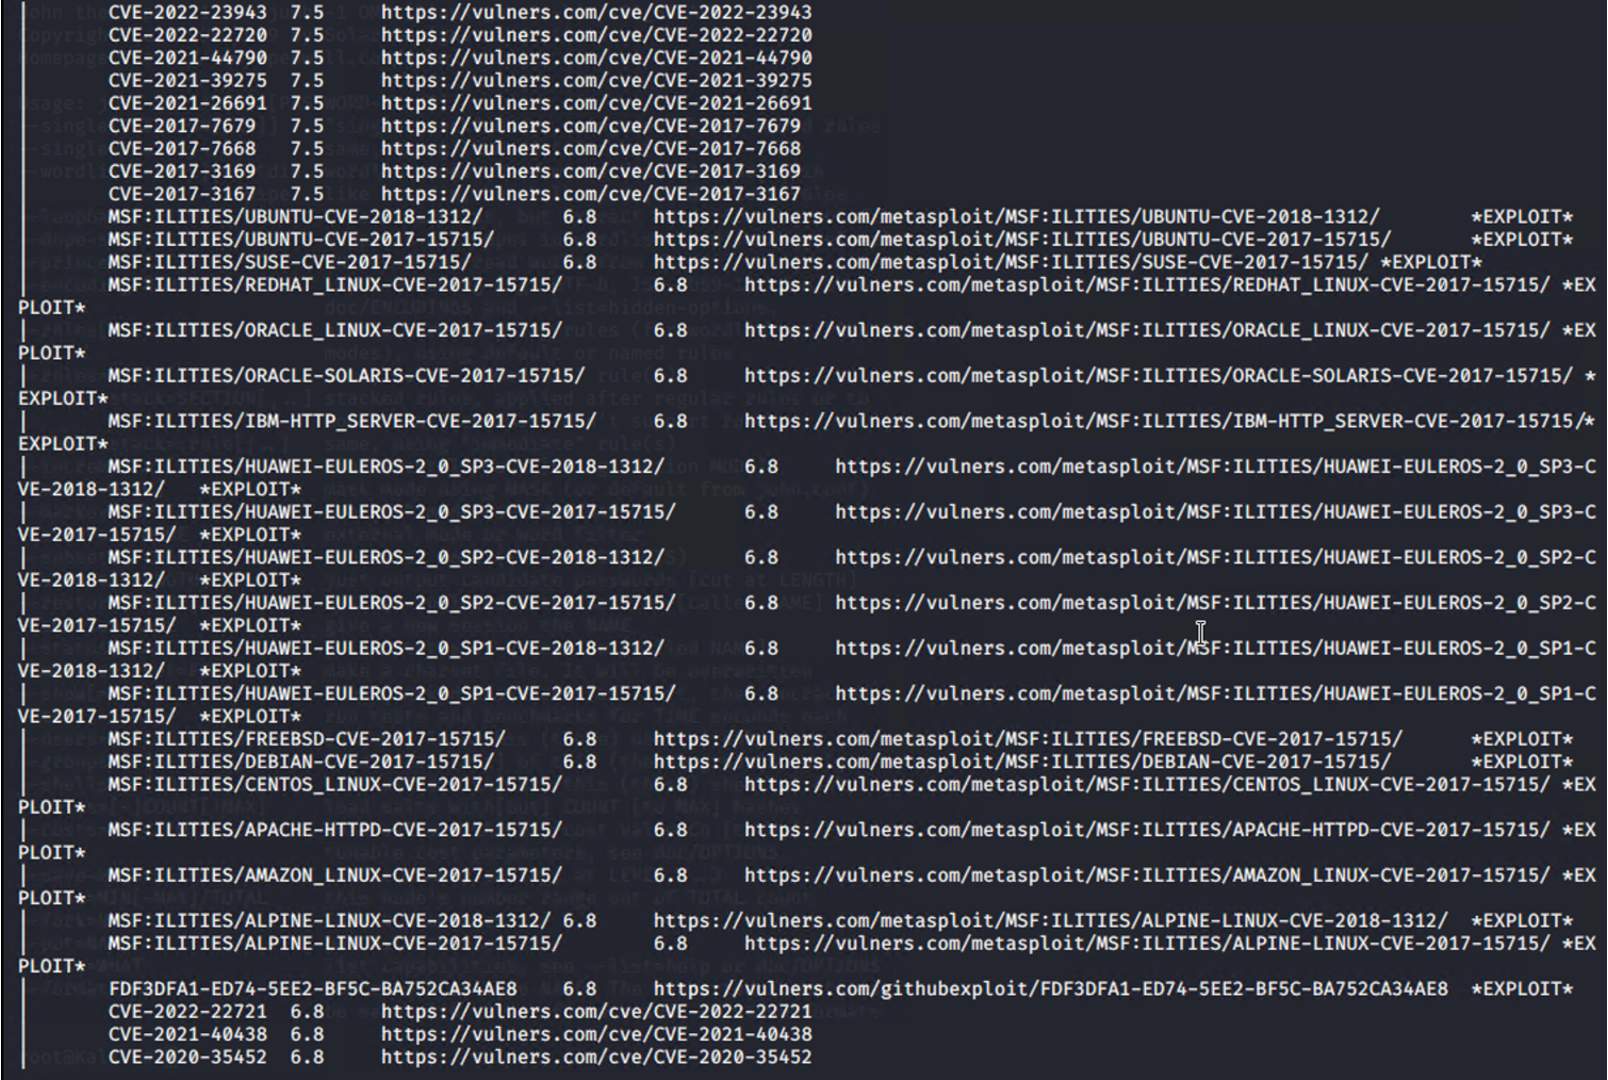 | CVE-2022-23943 7.5 https://vulners.com/cve/CVE-2022-23943
| CVE-2022-22720 7.5 https://vulners.com/cve/CVE-2022-22720
| CVE-2021-44790 7.5 https://vulners.com/cve/CVE-2021-44790
| CVE-2021-39275 7.5 https://vulners.com/cve/CVE-2021-39275
| CVE-2021-26691 7.5 https://vulners.com/cve/CVE-2021-26691
| CVE-2017-7679 7.5 https://vulners.com/cve/CVE-2017-7679
| CVE-2017-7668 7.5 https://vulners.com/cve/CVE-2017-7668
| CVE-2017-3169 7.5 https://vulners.com/cve/CVE-2017-3169
| CVE-2017-3167 7.5 https://vulners.com/cve/CVE-2017-3167
| MSF:ILITIES/UBUNTU-CVE-2018-1312/ 6.8 https://vulners.com/metasploit/MSF:ILITIES/UBUNTU-CVE-2018-1312/ *EXPLOIT*
| MSF:ILITIES/UBUNTU-CVE-2017-15715/ 6.8 https://vulners.com/metasploit/MSF:ILITIES/UBUNTU-CVE-2017-15715/ *EXPLOIT*
| MSF:ILITIES/SUSE-CVE-2017-15715/ 6.8 https://vulners.com/metasploit/MSF:ILITIES/SUSE-CVE-2017-15715/ *EXPLOIT*
| MSF:ILITIES/REDHAT_LINUX-CVE-2017-15715/ 6.8 https://vulners.com/metasploit/MSF:ILITIES/REDHAT_LINUX-CVE-2017-15715/ *EX
PLOIT*
| MSF:ILITIES/ORACLE_LINUX-CVE-2017-15715/ 6.8 https://vulners.com/metasploit/MSF:ILITIES/ORACLE_LINUX-CVE-2017-15715/ *EX
PLOIT*
| MSF:ILITIES/ORACLE-SOLARIS-CVE-2017-15715/ 6.8 https://vulners.com/metasploit/MSF:ILITIES/ORACLE-SOLARIS-CVE-2017-15715/ *
EXPLOIT*
| MSF:ILITIES/IBM-HTTP_SERVER-CVE-2017-15715/ 6.8 https://vulners.com/metasploit/MSF:ILITIES/IBM-HTTP_SERVER-CVE-2017-15715/*
EXPLOIT*
| MSF:ILITIES/HUAWEI-EULEROS-2_0_SP3-CVE-2018-1312/ 6.8 https://vulners.com/metasploit/MSF:ILITIES/HUAWEI-EULEROS-2_0_SP3-C
VE-2018-1312/ *EXPLOIT*
| MSF:ILITIES/HUAWEI-EULEROS-2_0_SP3-CVE-2017-15715/ 6.8 https://vulners.com/metasploit/MSF:ILITIES/HUAWEI-EULEROS-2_0_SP3-C
VE-2017-15715/ *EXPLOIT*
| MSF:ILITIES/HUAWEI-EULEROS-2_0_SP2-CVE-2018-1312/ 6.8 https://vulners.com/metasploit/MSF:ILITIES/HUAWEI-EULEROS-2_0_SP2-C
VE-2018-1312/ *EXPLOIT*
| MSF:ILITIES/HUAWEI-EULEROS-2_0_SP2-CVE-2017-15715/ 6.8 https://vulners.com/metasploit/MSF:ILITIES/HUAWEI-EULEROS-2_0_SP2-C
VE-2017-15715/ *EXPLOIT*
| MSF:ILITIES/HUAWEI-EULEROS-2_0_SP1-CVE-2018-1312/ 6.8 https://vulners.com/metasploit/MSF:ILITIES/HUAWEI-EULEROS-2_0_SP1-C
VE-2018-1312/ *EXPLOIT*
| MSF:ILITIES/HUAWEI-EULEROS-2_0_SP1-CVE-2017-15715/ 6.8 https://vulners.com/metasploit/MSF:ILITIES/HUAWEI-EULEROS-2_0_SP1-C
VE-2017-15715/ *EXPLOIT*
| MSF:ILITIES/FREEBSD-CVE-2017-15715/ 6.8 https://vulners.com/metasploit/MSF:ILITIES/FREEBSD-CVE-2017-15715/ *EXPLOIT*
| MSF:ILITIES/DEBIAN-CVE-2017-15715/ 6.8 https://vulners.com/metasploit/MSF:ILITIES/DEBIAN-CVE-2017-15715/ *EXPLOIT*
| MSF:ILITIES/CENTOS_LINUX-CVE-2017-15715/ 6.8 https://vulners.com/metasploit/MSF:ILITIES/CENTOS_LINUX-CVE-2017-15715/ *EX
PLOIT*
| MSF:ILITIES/APACHE-HTTPD-CVE-2017-15715/ 6.8 https://vulners.com/metasploit/MSF:ILITIES/APACHE-HTTPD-CVE-2017-15715/ *EX
PLOIT*
| MSF:ILITIES/AMAZON_LINUX-CVE-2017-15715/ 6.8 https://vulners.com/metasploit/MSF:ILITIES/AMAZON_LINUX-CVE-2017-15715/ *EX
PLOIT*
| MSF:ILITIES/ALPINE-LINUX-CVE-2018-1312/ 6.8 https://vulners.com/metasploit/MSF:ILITIES/ALPINE-LINUX-CVE-2018-1312/ *EXPLOIT*
| MSF:ILITIES/ALPINE-LINUX-CVE-2017-15715/ 6.8 https://vulners.com/metasploit/MSF:ILITIES/ALPINE-LINUX-CVE-2017-15715/ *EX
PLOIT*
| FDF3DFA1-ED74-5EE2-BF5C-BA752CA34AE8 6.8 https://vulners.com/githubexploit/FDF3DFA1-ED74-5EE2-BF5C-BA752CA34AE8 *EXPLOIT*
| CVE-2022-22721 6.8 https://vulners.com/cve/CVE-2022-22721
| CVE-2021-40438 6.8 https://vulners.com/cve/CVE-2021-40438
| CVE-2020-35452 6.8 https://vulners.com/cve/CVE-2020-35452